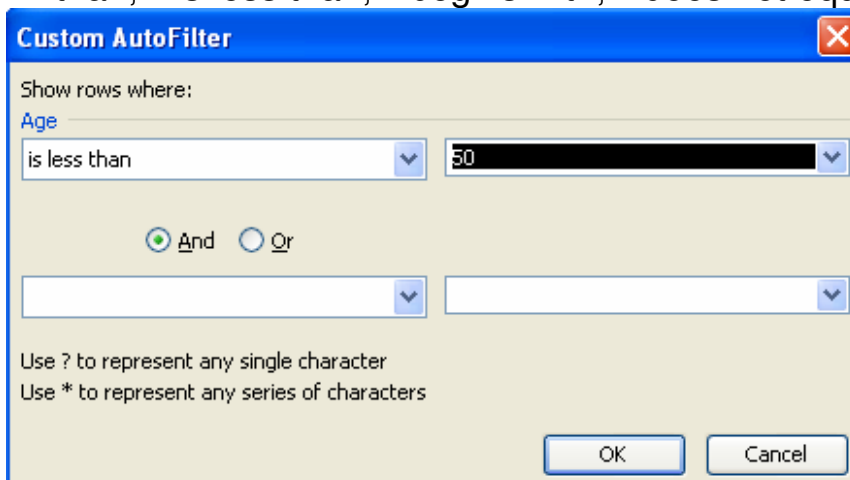 Custom AutoFilter
Show rows where:
Age
is less than 50
And Or
Use ? to represent any single character
Use * to represent any series of characters
OK Cancel